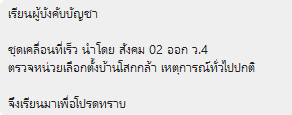 เรียนผู้บังคับบัญชา
ชุดเคลื่อนที่เร็ว นำโดย สังคม 02 ออก ว.4
ตรวจหน่วยเลือกตั้งบ้านโสกกล้า เหตุการณ์ทั่วไปปกติ
จึงเรียนมาเพื่อโปรดทราบ